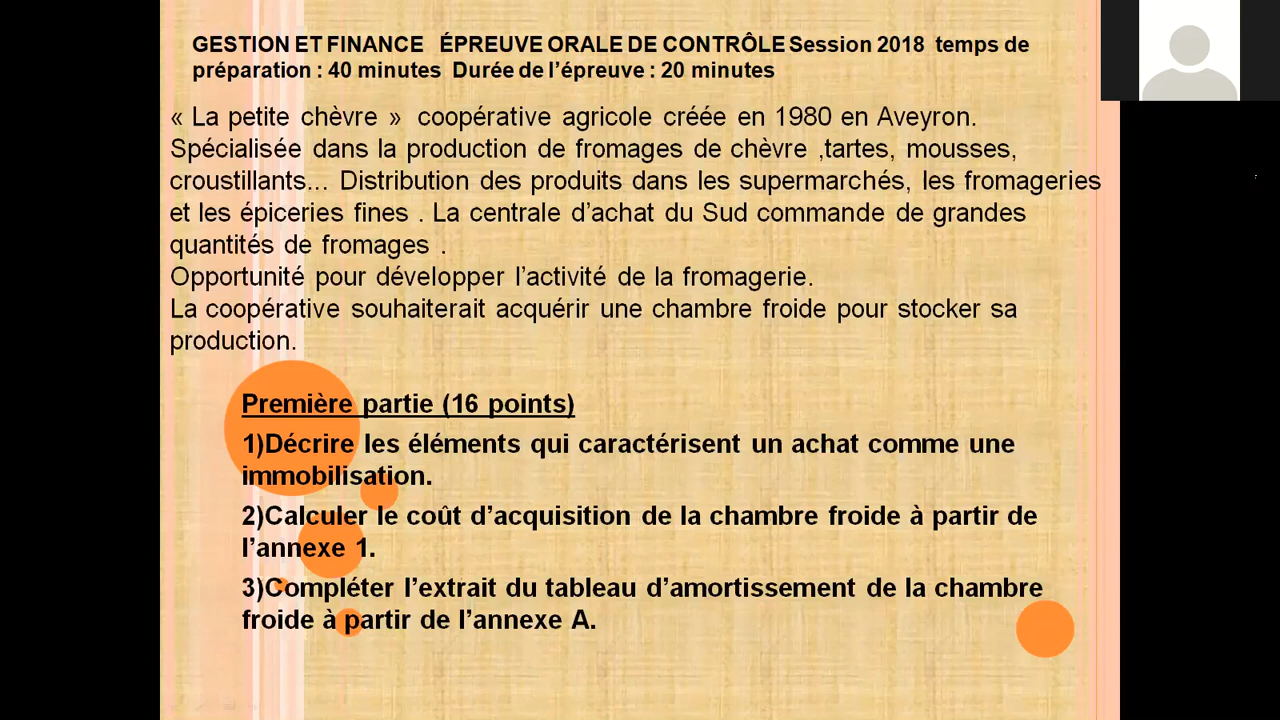 GESTION ET FINANCE ÉPREUVE ORALE DE CONTRÔLE Session 2018 temps de
préparation : 40 minutes Durée de l’épreuve : 20 minutes
« La petite chèvre » coopérative agricole créée en 1980 en Aveyron.
Spécialisée dans la production de fromages de chèvre ,tartes, mousses,
croustillants... Distribution des produits dans les supermarchés, les fromageries
et les épiceries fines . La centrale d’achat du Sud commande de grandes
quantités de fromages .
Opportunité pour développer l’activité de la fromagerie.
La coopérative souhaiterait acquérir une chambre froide pour stocker sa
production.
Première partie (16 points)
1)Décrire les éléments qui caractérisent un achat comme une
immobilisation.
2)Calculer le coût d’acquisition de la chambre froide à partir de
l’annexe 1.
3)Compléter l’extrait du tableau d’amortissement de la chambre
froide à partir de l’annexe A.